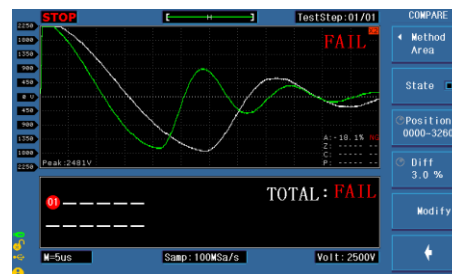 STOP
TestStep:01/01
COMPARE
2250
1800
1350
900
450
0 V
450
900
1350
1800
2250
FAIL
Method
Area
State
Position
0000-3260
Diff
3.0 %
Modify
A:-18.1% NG
Z: ----- --
C: ----- --
P: ----- --
Peak:2481V
TOTAL:FAIL
01 - - - - -
- - - - - -
M=5us
Samp:100MSa/s
Volt:2500V